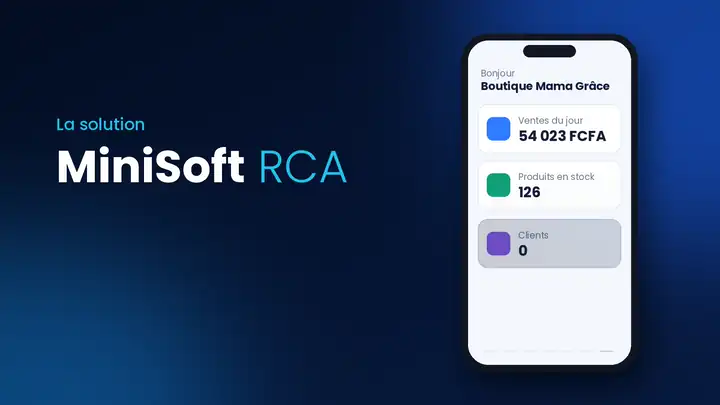 La solution
MiniSoft RCA
Bonjour
Boutique Mama Grâce
Ventes du jour
54 023 FCFA
Produits en stock
126
Clients
0